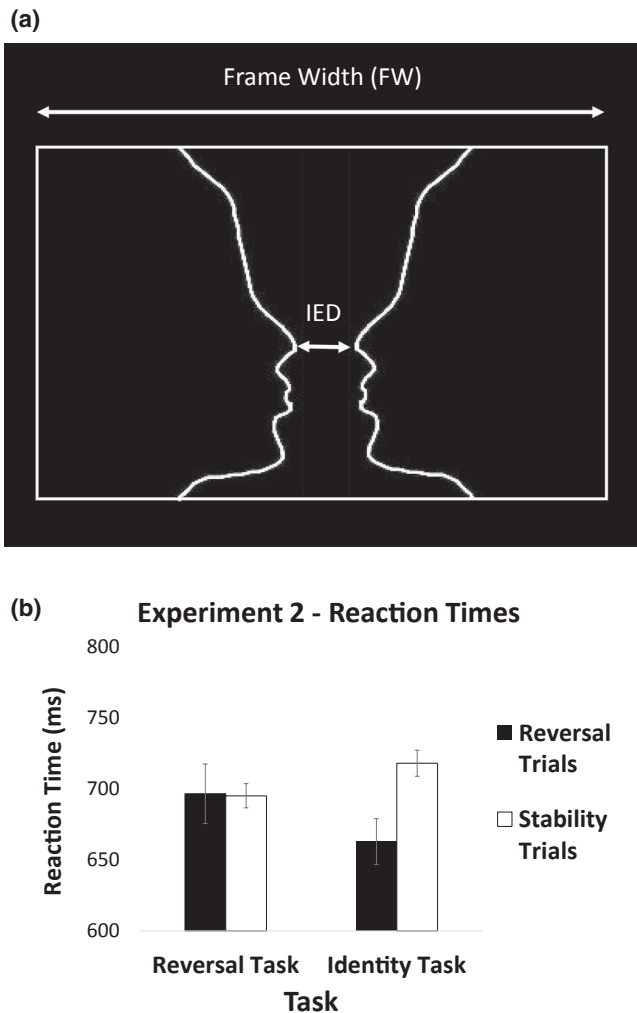 (a)
Frame Width (FW)
IED
(b)
Experiment 2 - Reaction Times
800
750
700
650
600
Reaction Time (ms)
Reversal Trials
Stability Trials
Reversal Task
Identity Task
Task